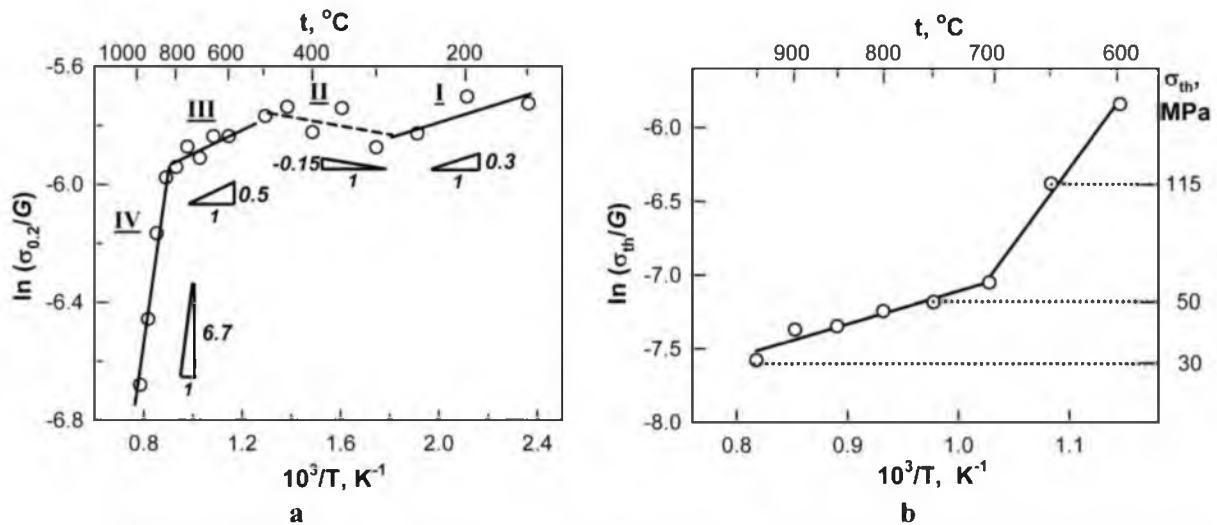 t, °C
1000 800 600 400 200
-5.6
-6.0
-6.4
-6.8
ln (σ0.2/G)
I
II
III
IV
-0.15
1
0.3
1
0.5
1
6.7
1
0.8 1.2 1.6 2.0 2.4
10³/T, K⁻¹
a
t, °C
900 800 700 600
σth, MPa
-6.0
-6.5
-7.0
-7.5
-8.0
ln (σth/G)
115
50
30
0.8 0.9 1.0 1.1
10³/T, K⁻¹
b